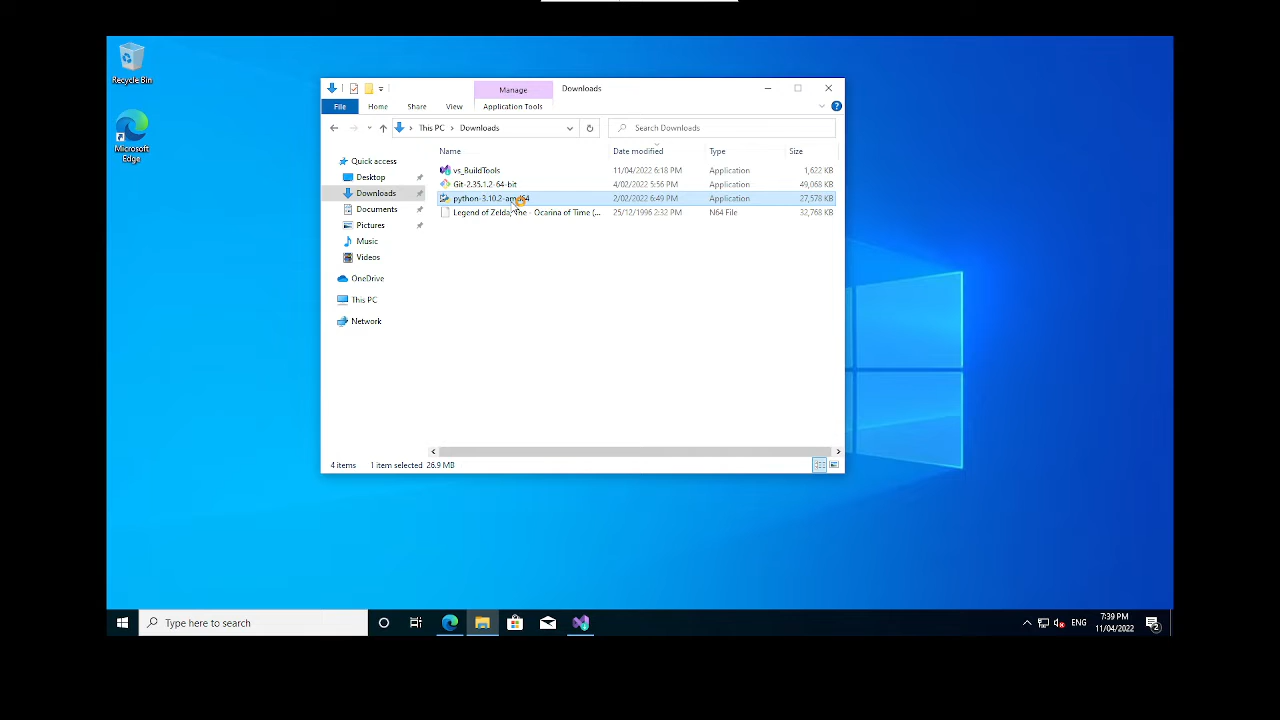 Recycle Bin
Microsoft
Edge
Manage
Downloads
File
Home
Share
View
Application Tools
This PC
Downloads
Search Downloads
Name
Date modified
Type
Size
Quick access
Desktop
Downloads
Documents
Pictures
Music
Videos
OneDrive
This PC
Network
vs_BuildTools 11/04/2022 6:18 PM Application 1,622 KB
Git-2.35.1.2-64-bit 4/02/2022 5:56 PM Application 49,068 KB
python-3.10.2-amd64 2/02/2022 6:49 PM Application 27,578 KB
Legend of Zelda, The - Ocarina of Time (... 25/12/1996 2:32 PM N64 File 32,768 KB
4 items 1 item selected 26.9 MB
Type here to search
ENG
7:39 PM
11/04/2022
2